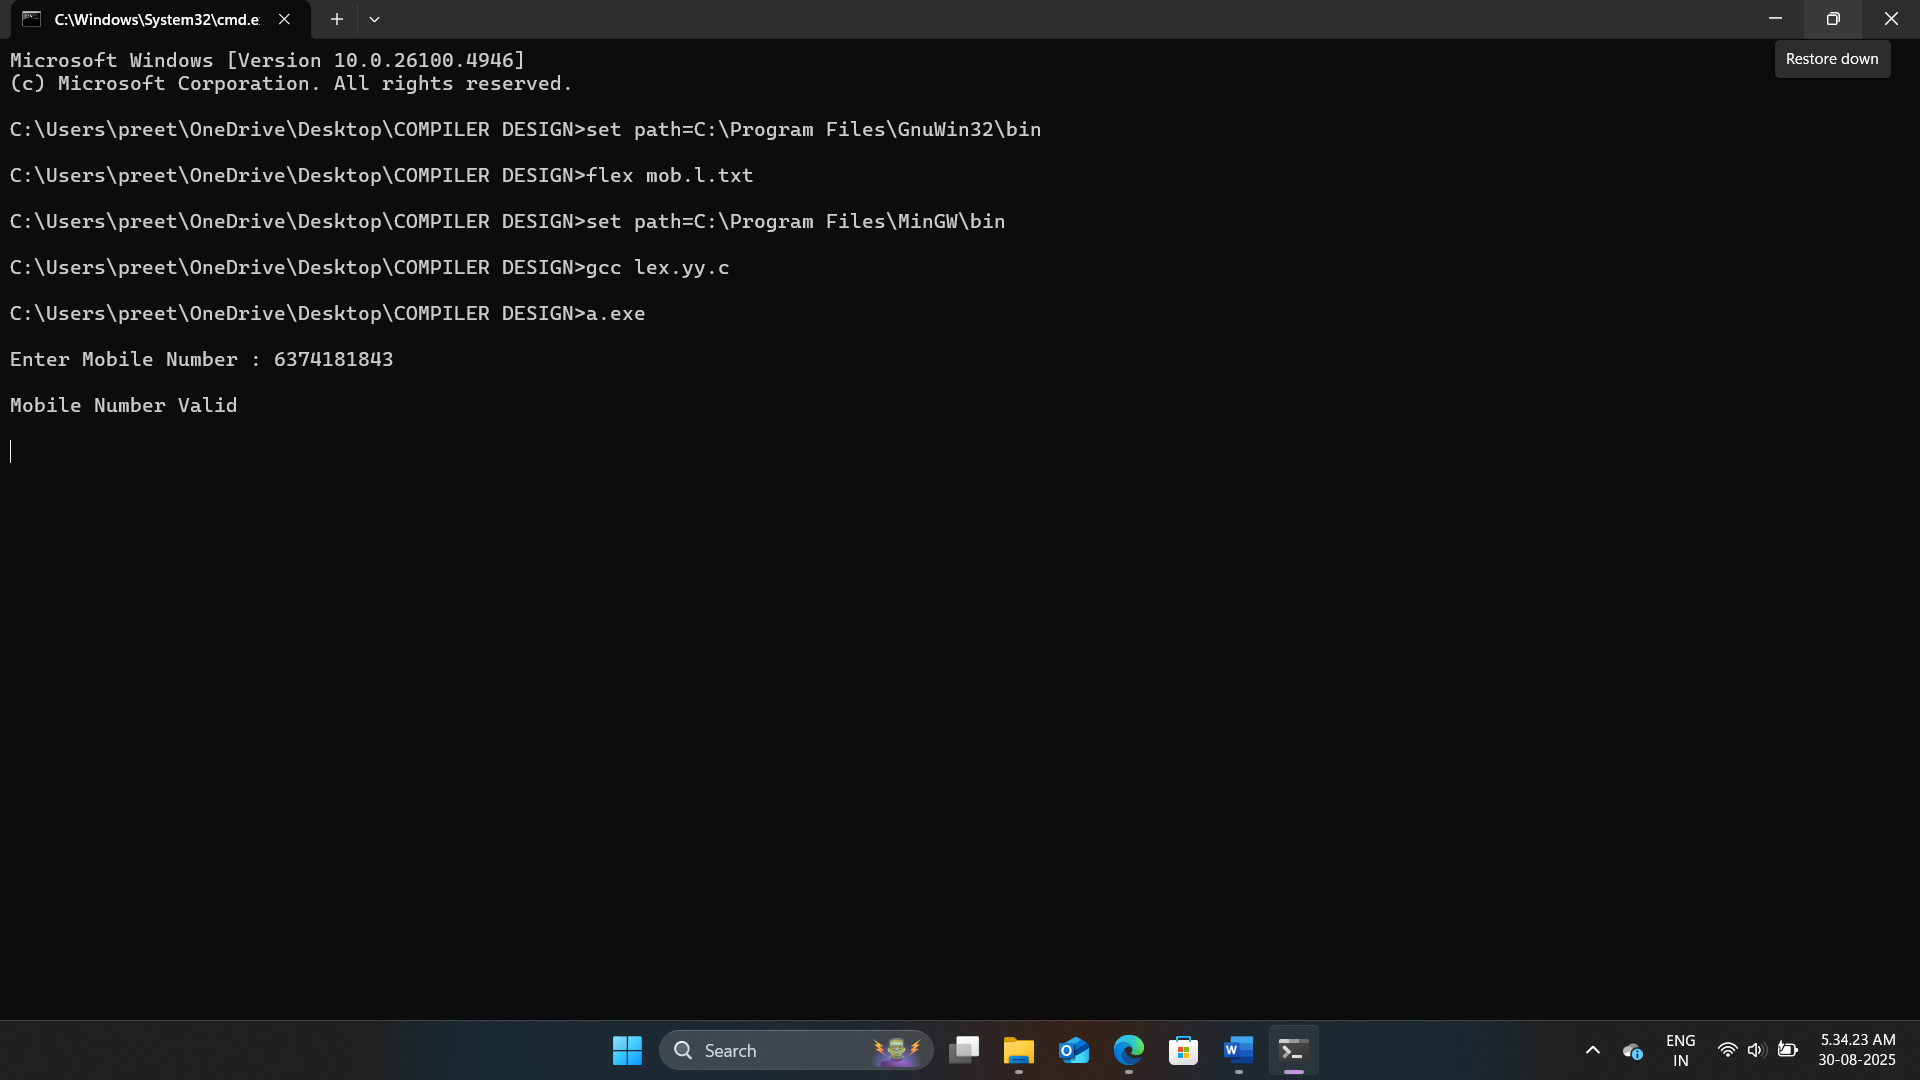 C:\Windows\System32\cmd.e
Restore down
Microsoft Windows [Version 10.0.26100.4946]
(c) Microsoft Corporation. All rights reserved.
C:\Users\preet\OneDrive\Desktop\COMPILER DESIGN>set path=C:\Program Files\GnuWin32\bin
C:\Users\preet\OneDrive\Desktop\COMPILER DESIGN>flex mob.l.txt
C:\Users\preet\OneDrive\Desktop\COMPILER DESIGN>set path=C:\Program Files\MinGW\bin
C:\Users\preet\OneDrive\Desktop\COMPILER DESIGN>gcc lex.yy.c
C:\Users\preet\OneDrive\Desktop\COMPILER DESIGN>a.exe
Enter Mobile Number : 6374181843
Mobile Number Valid
Search
ENG
IN
5.34.23 AM
30-08-2025